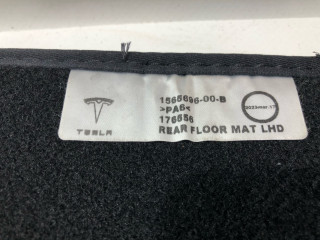 1565696-00-B
>PA6<
176556
REAR FLOOR MAT LHD
TESLA